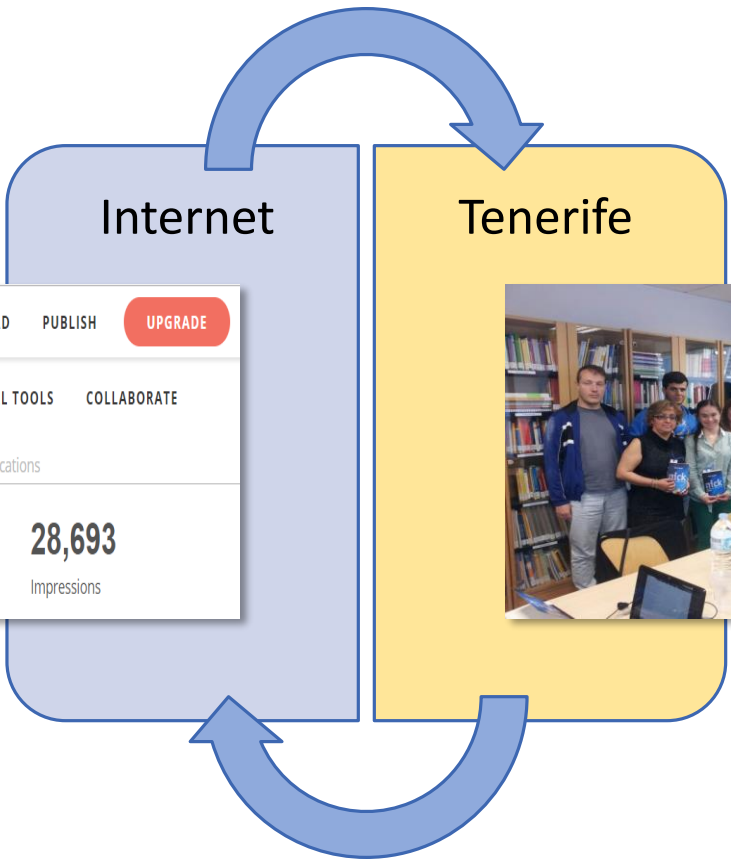 Internet
Tenerife
D PUBLISH UPGRADE
L TOOLS COLLABORATE
cations
28,693
Impressions